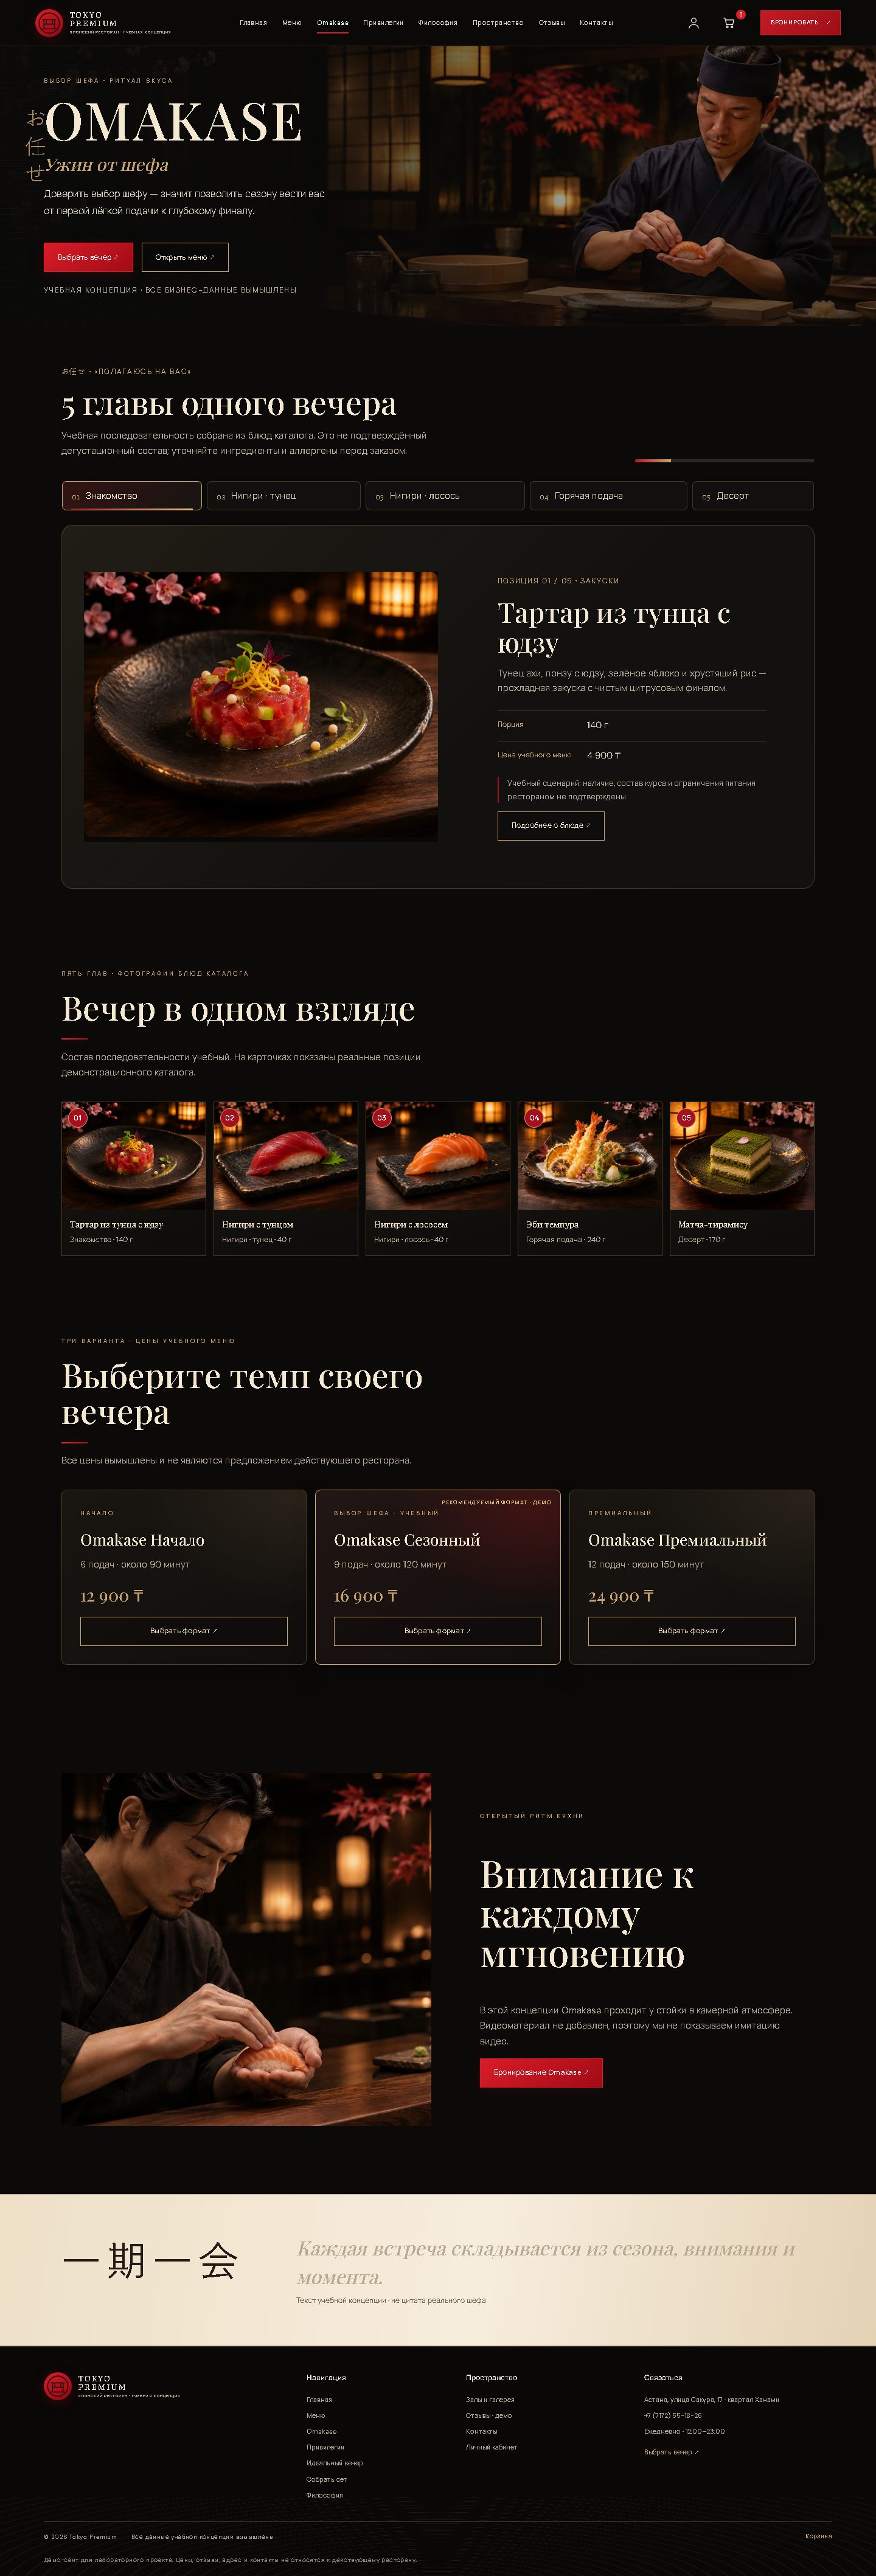 TOKYO
PREMIUM
ЯПОНСКИЙ РЕСТОРАН · УЧЕБНАЯ КОНЦЕПЦИЯ
Главная Меню Omakase Привилегии Философия Пространство Отзывы Контакты
0
БРОНИРОВАТЬ ↗
ВЫБОР ШЕФА · РИТУАЛ ВКУСА
お任せ
OMAKASE
Ужин от шефа
Доверить выбор шефу — значит позволить сезону вести вас
от первой лёгкой подачи к глубокому финалу.
Выбрать вечер ↗ Открыть меню ↗
УЧЕБНАЯ КОНЦЕПЦИЯ · ВСЕ БИЗНЕС-ДАННЫЕ ВЫМЫШЛЕНЫ
お任せ · «ПОЛАГАЮСЬ НА ВАС»
5 главы одного вечера
Учебная последовательность собрана из блюд каталога. Это не подтверждённый
дегустационный состав; уточняйте ингредиенты и аллергены перед заказом.
01 Знакомство
02 Нигири · тунец
03 Нигири · лосось
04 Горячая подача
05 Десерт
ПОЗИЦИЯ 01 / 05 · ЗАКУСКИ
Тартар из тунца с
юдзу
Тунец ахи, понзу с юдзу, зелёное яблоко и хрустящий рис —
прохладная закуска с чистым цитрусовым финалом.
Порция 140 г
Цена учебного меню 4 900 ₸
Учебный сценарий: наличие, состав курса и ограничения питания
рестораном не подтверждены.
Подробнее о блюде ↗
ПЯТЬ ГЛАВ · ФОТОГРАФИИ БЛЮД КАТАЛОГА
Вечер в одном взгляде
Состав последовательности учебный. На карточках показаны реальные позиции
демонстрационного каталога.
01
Тартар из тунца с юдзу
Знакомство · 140 г
02
Нигири с тунцом
Нигири · тунец · 40 г
03
Нигири с лососем
Нигири · лосось · 40 г
04
Эби темпура
Горячая подача · 240 г
05
Матча-тирамису
Десерт · 170 г
ТРИ ВАРИАНТА · ЦЕНЫ УЧЕБНОГО МЕНЮ
Выберите темп своего
вечера
Все цены вымышлены и не являются предложением действующего ресторана.
НАЧАЛО
Omakase Начало
6 подач · около 90 минут
12 900 ₸
Выбрать формат ↗
РЕКОМЕНДУЕМЫЙ ФОРМАТ · ДЕМО
ВЫБОР ШЕФА · УЧЕБНЫЙ
Omakase Сезонный
9 подач · около 120 минут
16 900 ₸
Выбрать формат ↗
ПРЕМИАЛЬНЫЙ
Omakase Премиальный
12 подач · около 150 минут
24 900 ₸
Выбрать формат ↗
ОТКРЫТЫЙ РИТМ КУХНИ
Внимание к
каждому
мгновению
В этой концепции Omakase проходит у стойки в камерной атмосфере.
Видеоматериал не добавлен, поэтому мы не показываем имитацию
видео.
Бронирование Omakase ↗
一期一会
Каждая встреча складывается из сезона, внимания и
момента.
Текст учебной концепции · не цитата реального шефа
TOKYO
PREMIUM
ЯПОНСКИЙ РЕСТОРАН · УЧЕБНАЯ КОНЦЕПЦИЯ
Навигация
Главная
Меню
Omakase
Привилегии
Идеальный вечер
Собрать сет
Философия
Пространство
Залы и галерея
Отзывы · демо
Контакты
Личный кабинет
Связаться
Астана, улица Сакура, 17 · квартал Ханами
+7 (7172) 55-18-26
Ежедневно · 12:00–23:00
Выбрать вечер ↗
© 2026 Tokyo Premium Все данные учебной концепции вымышлены
Корзина
Демо-сайт для лабораторного проекта. Цены, отзывы, адрес и контакты не относятся к действующему ресторану.